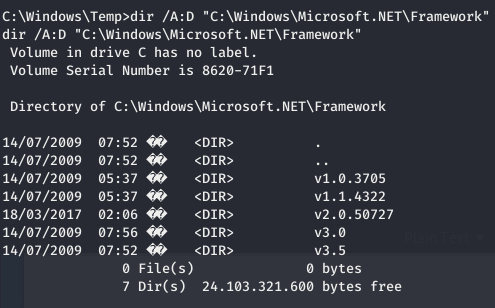 C:\Windows\Temp>dir /A:D "C:\Windows\Microsoft.NET\Framework"
dir /A:D "C:\Windows\Microsoft.NET\Framework"
 Volume in drive C has no label.
 Volume Serial Number is 8620-71F1

 Directory of C:\Windows\Microsoft.NET\Framework

14/07/2009  07:52 ��    <DIR>          .
14/07/2009  07:52 ��    <DIR>          ..
14/07/2009  05:37 ��    <DIR>          v1.0.3705
14/07/2009  05:37 ��    <DIR>          v1.1.4322
18/03/2017  02:06 ��    <DIR>          v2.0.50727
14/07/2009  07:56 ��    <DIR>          v3.0
14/07/2009  07:52 ��    <DIR>          v3.5
               0 File(s)              0 bytes
               7 Dir(s)  24.103.321.600 bytes free